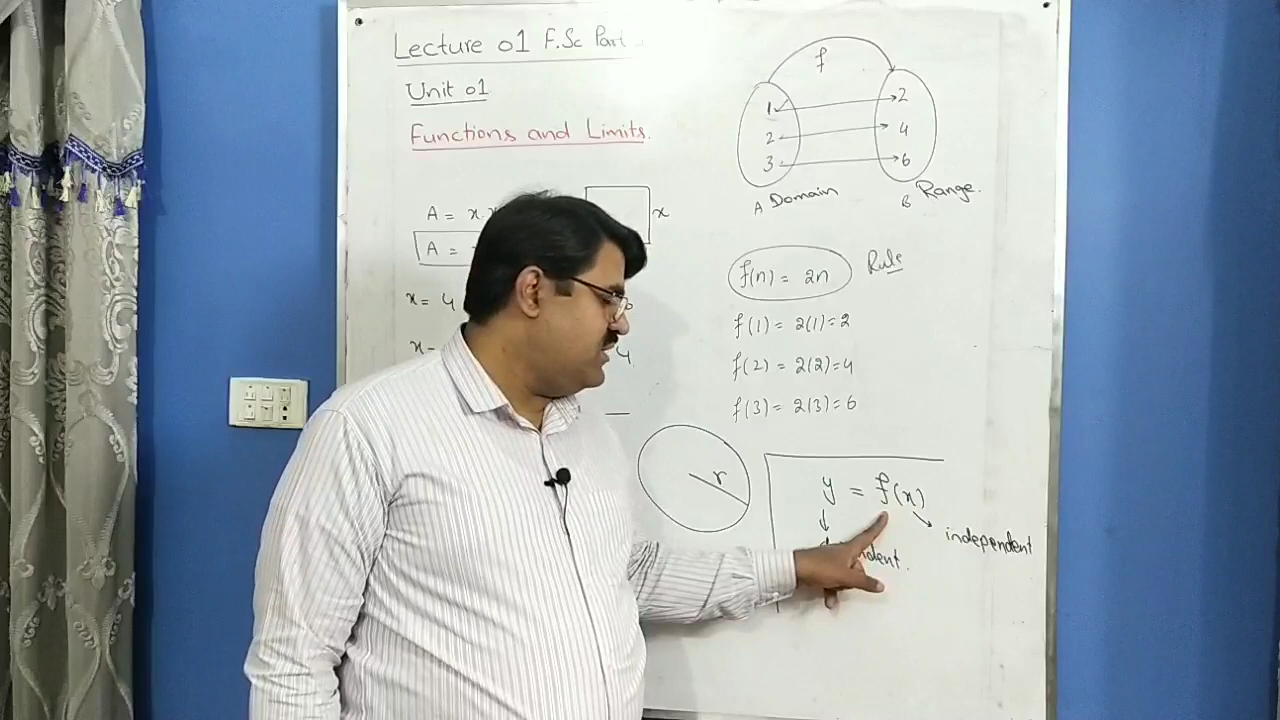 Lecture 01 F.Sc Part
Unit 01
Functions and Limits.
A = x.
A =
x = 4
x =
4
x
r
f
1 2
2 4
3 6
A Domain
B Range.
f(n) = 2n Rule
f(1) = 2(1)=2
f(2) = 2(2)=4
f(3) = 2(3)=6
y = f(x)
independent